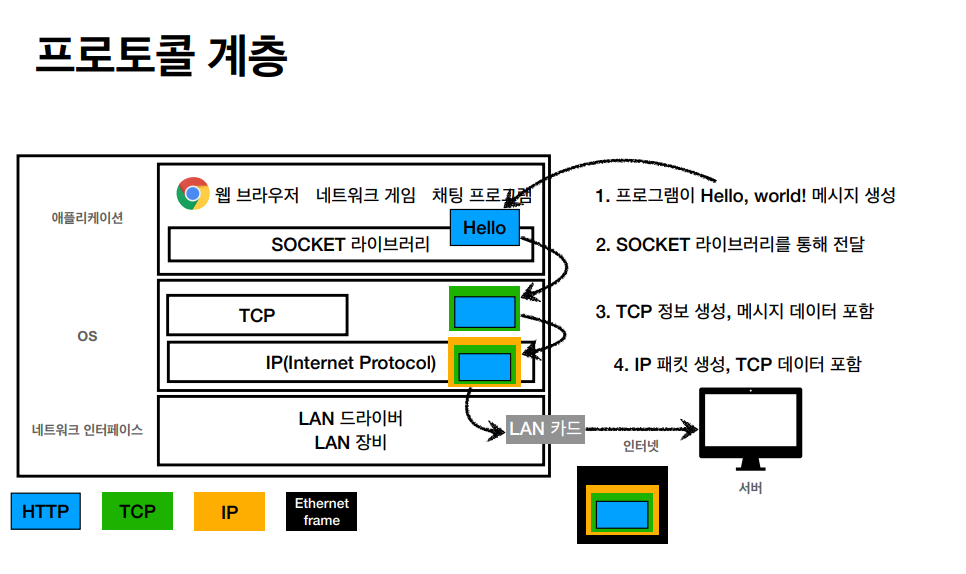 프로토콜 계층
애플리케이션
웹 브라우저 네트워크 게임 채팅 프로그램
Hello
SOCKET 라이브러리
1. 프로그램이 Hello, world! 메시지 생성
2. SOCKET 라이브러리를 통해 전달
OS
TCP
IP(Internet Protocol)
3. TCP 정보 생성, 메시지 데이터 포함
4. IP 패킷 생성, TCP 데이터 포함
네트워크 인터페이스
LAN 드라이버
LAN 장비
LAN 카드
인터넷
서버
HTTP
TCP
IP
Ethernet
frame